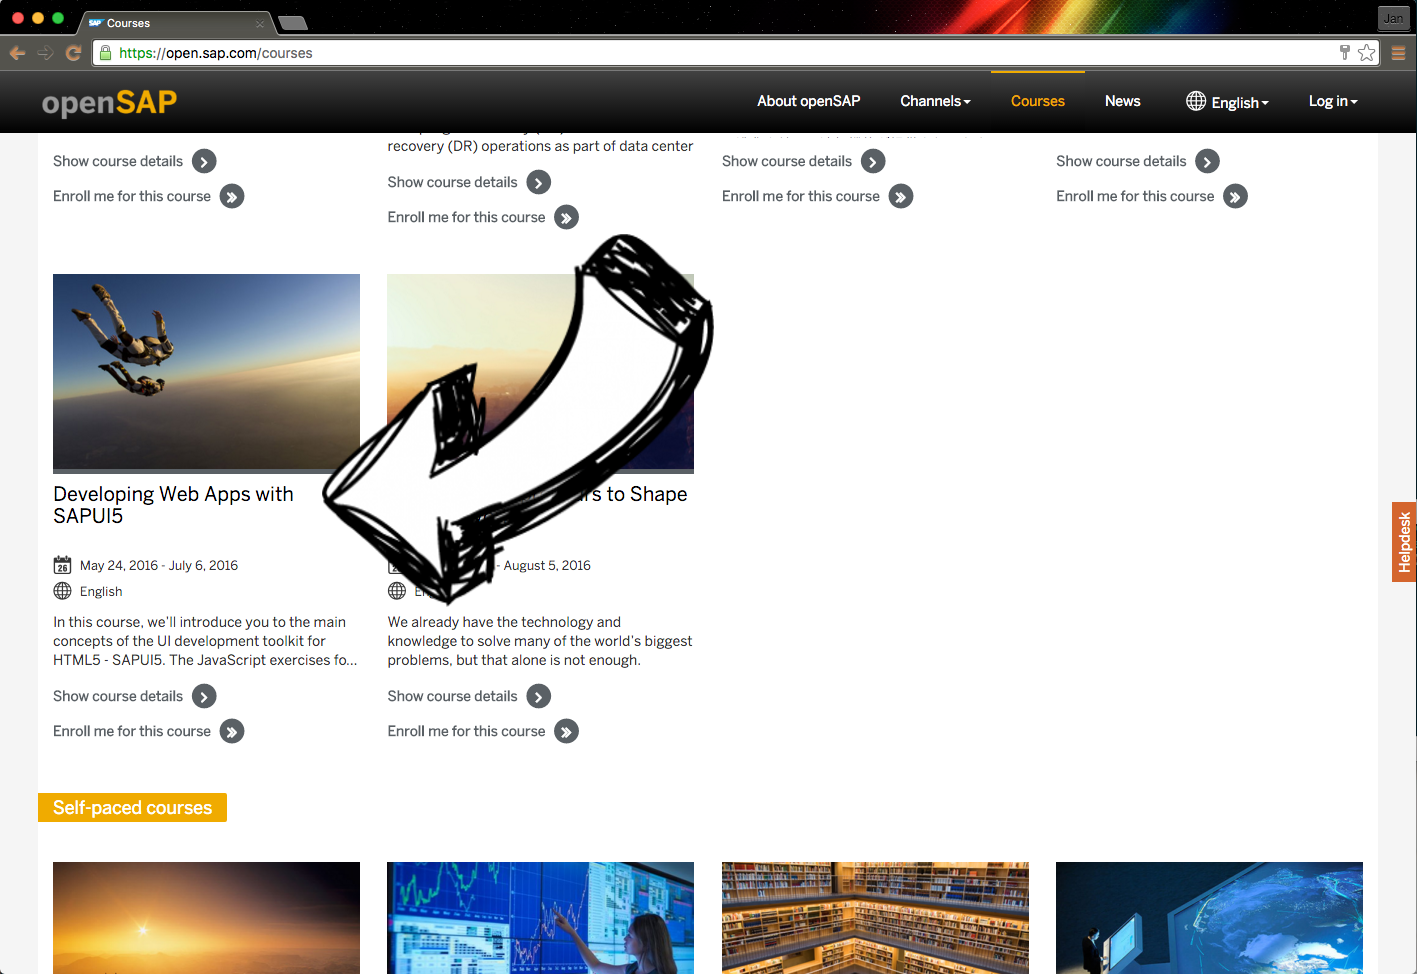 Courses
Jan
https://open.sap.com/courses
openSAP
About openSAP
Channels
Courses
News
English
Log in
recovery (DR) operations as part of data center
Show course details
Enroll me for this course
Show course details
Enroll me for this course
Show course details
Enroll me for this course
Show course details
Enroll me for this course
Developing Web Apps with
SAPUI5
26
May 24, 2016 - July 6, 2016
English
In this course, we'll introduce you to the main
concepts of the UI development toolkit for
HTML5 - SAPUI5. The JavaScript exercises fo...
Show course details
Enroll me for this course
to Shape
- August 5, 2016
We already have the technology and
knowledge to solve many of the world's biggest
problems, but that alone is not enough.
Show course details
Enroll me for this course
Helpdesk
Self-paced courses